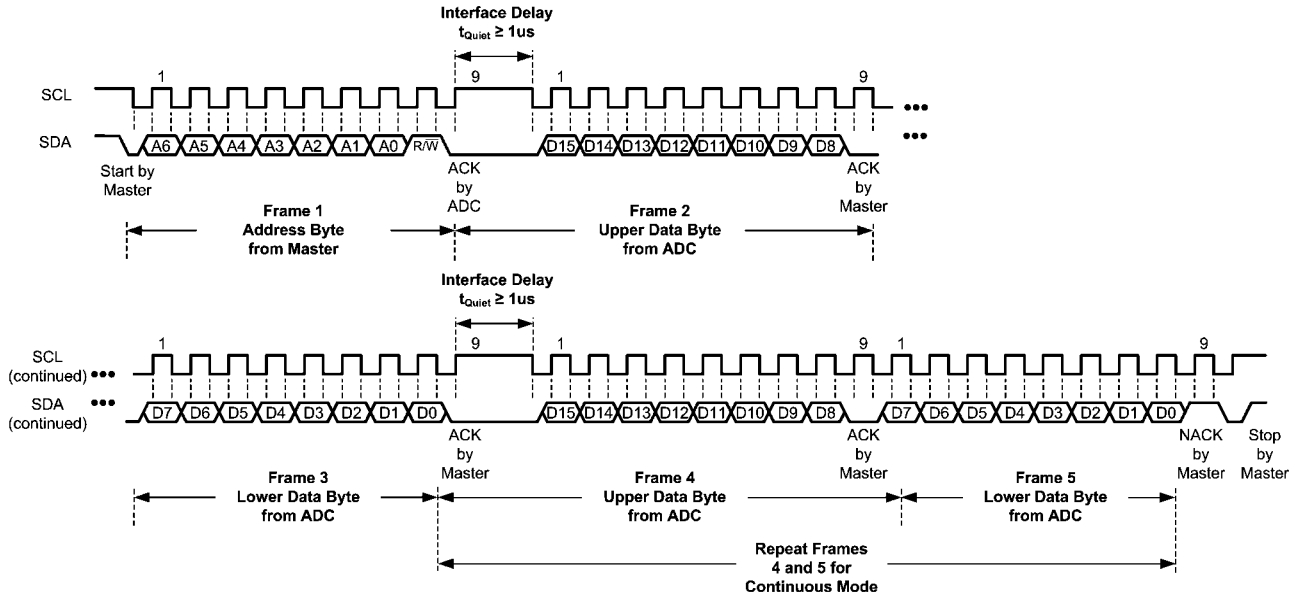 Interface Delay
tQuiet ≥ 1us
1 9 1 9
SCL
SDA A6 A5 A4 A3 A2 A1 A0 R/W D15 D14 D13 D12 D11 D10 D9 D8
Start by
Master
ACK
by
ADC
ACK
by
Master
Frame 1
Address Byte
from Master
Frame 2
Upper Data Byte
from ADC
Interface Delay
tQuiet ≥ 1us
1 9 1 9 1 9
SCL
(continued)
SDA
(continued)
D7 D6 D5 D4 D3 D2 D1 D0 D15 D14 D13 D12 D11 D10 D9 D8 D7 D6 D5 D4 D3 D2 D1 D0
ACK
by
Master
ACK
by
Master
NACK
by
Master
Stop
by
Master
Frame 3
Lower Data Byte
from ADC
Frame 4
Upper Data Byte
from ADC
Frame 5
Lower Data Byte
from ADC
Repeat Frames
4 and 5 for
Continuous Mode